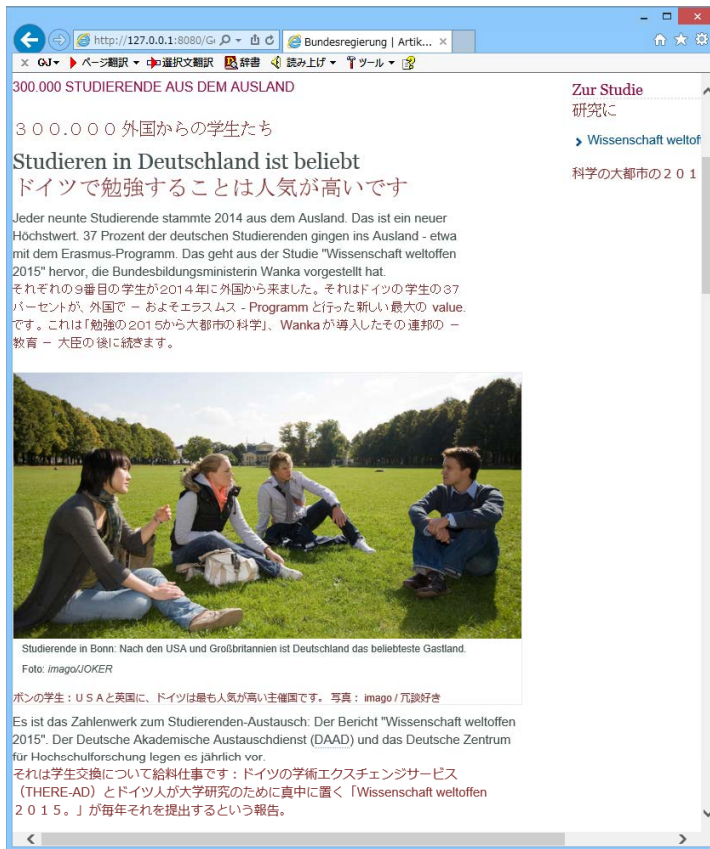 http://127.0.0.1:8080/G
Bundesregierung | Artik... ×
× GJ▾ ページ翻訳 ▾ 選択文翻訳 辞書 読み上げ ▾ ツール ▾
300.000 STUDIERENDE AUS DEM AUSLAND
３００.０００ 外国からの学生たち
Studieren in Deutschland ist beliebt
ドイツで勉強することは人気が高いです
Jeder neunte Studierende stammte 2014 aus dem Ausland. Das ist ein neuer
Höchstwert. 37 Prozent der deutschen Studierenden gingen ins Ausland - etwa
mit dem Erasmus-Programm. Das geht aus der Studie "Wissenschaft weltoffen
2015" hervor, die Bundesbildungsministerin Wanka vorgestellt hat.
それぞれの９番目の学生が２０１４年に外国から来ました。それはドイツの学生の３７
パーセントが、外国で － およそエラスムス - Programm と行った新しい最大の value.
です。これは「勉強の２０１５から大都市の科学」、Wanka が導入したその連邦の －
教育 － 大臣の後に続きます。
Studierende in Bonn: Nach den USA und Großbritannien ist Deutschland das beliebteste Gastland.
Foto: imago/JOKER
ボンの学生：ＵＳＡと英国に、ドイツは最も人気が高い主催国です。 写真： imago / 冗談好き
Es ist das Zahlenwerk zum Studierenden-Austausch: Der Bericht "Wissenschaft weltoffen
2015". Der Deutsche Akademische Austauschdienst (DAAD) und das Deutsche Zentrum
für Hochschulforschung legen es jährlich vor.
それは学生交換について給料仕事です：ドイツの学術エクスチェンジサービス
（THERE-AD）とドイツ人が大学研究のために真中に置く「Wissenschaft weltoffen
２０１５。」が毎年それを提出するという報告。
Zur Studie
研究に
Wissenschaft weltof
科学の大都市の２０１